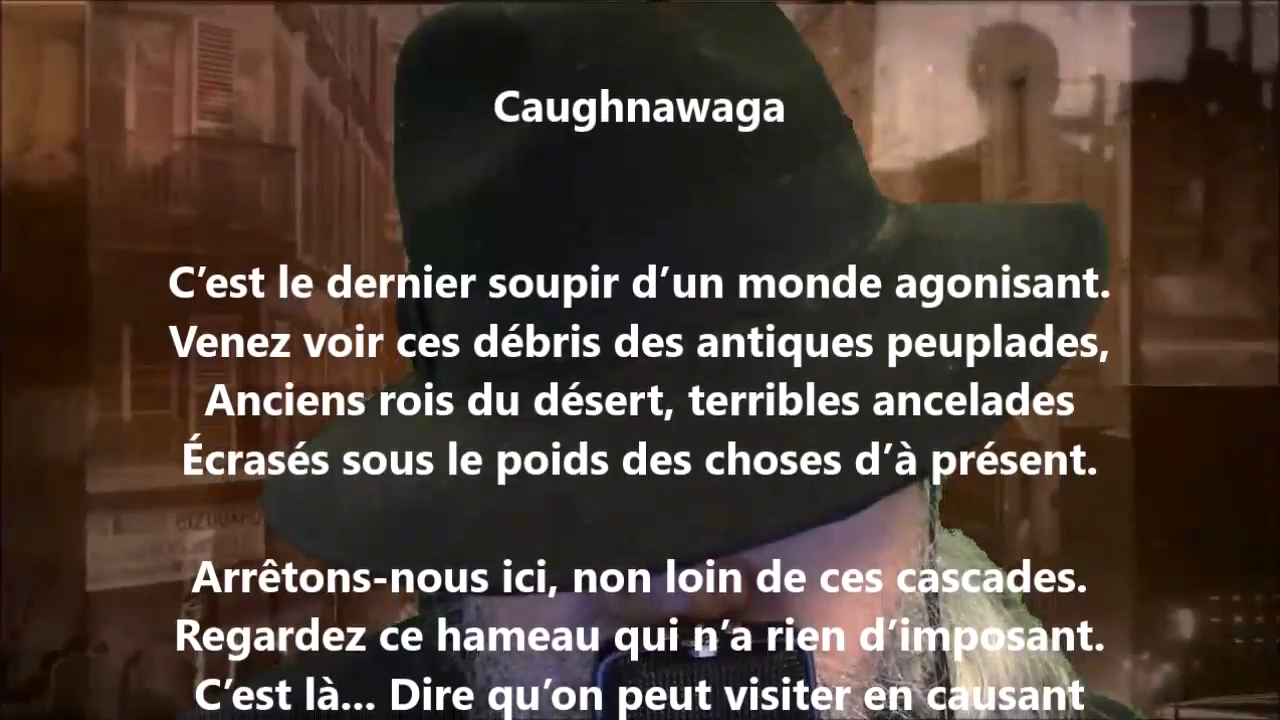 Caughnawaga
C’est le dernier soupir d’un monde agonisant.
Venez voir ces débris des antiques peuplades,
Anciens rois du désert, terribles ancelades
Écrasés sous le poids des choses d’à présent.
Arrêtons-nous ici, non loin de ces cascades.
Regardez ce hameau qui n’a rien d’imposant.
C’est là... Dire qu’on peut visiter en causant